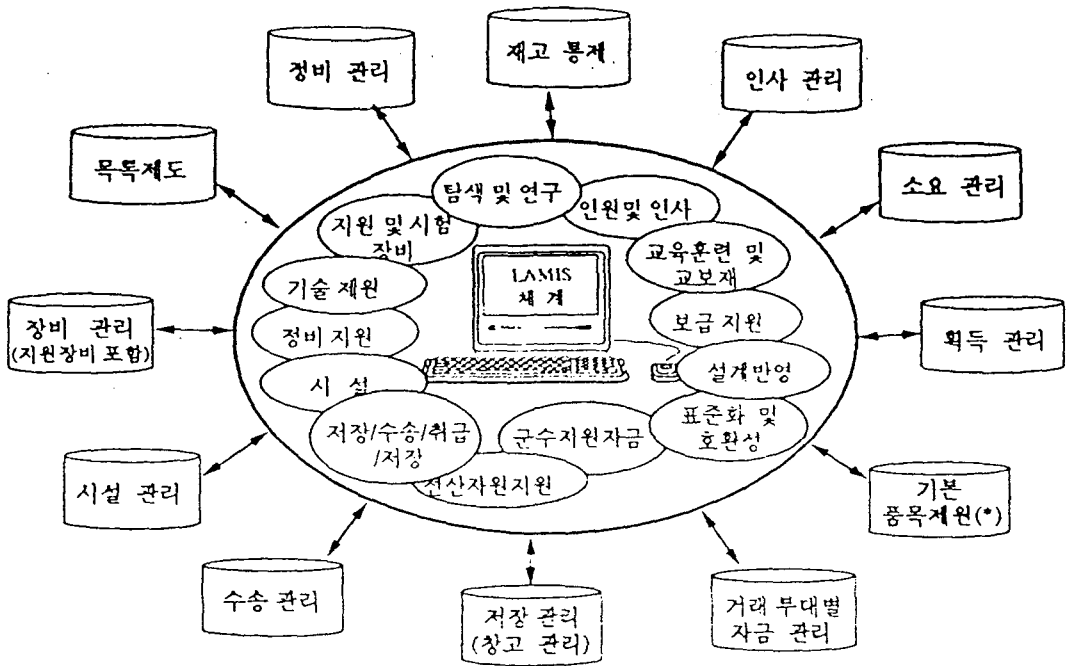 재고 통제
정비 관리
인사 관리
목록제도
소요 관리
탐색 및 연구
인원및 인사
지원 및 시험
장비
교육훈련 및
교보재
LAMIS
체 계
기술 제원
보급 지원
정비 지원
장비 관리
(지원장비 포함)
획득 관리
시 설
설계반영
저장/수송/취급
/저장
군수지원자금
표준화 및
호환성
전산자원지원
시설 관리
기본
품목제원(*)
수송 관리
저장 관리
(창고 관리)
거래 부대별
자금 관리